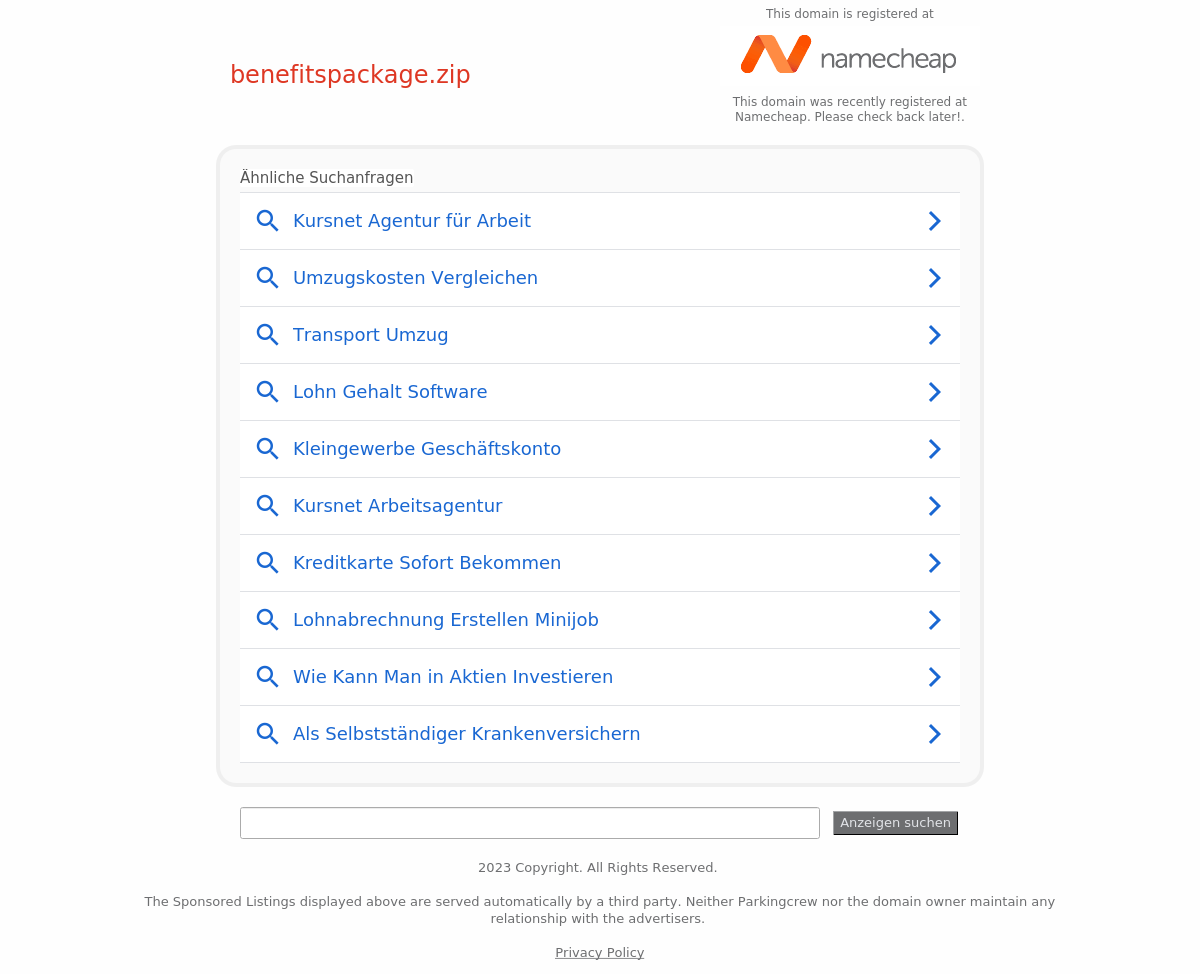 This domain is registered at
namecheap
benefitspackage.zip
This domain was recently registered at
Namecheap. Please check back later!.
Ähnliche Suchanfragen
Kursnet Agentur für Arbeit
Umzugskosten Vergleichen
Transport Umzug
Lohn Gehalt Software
Kleingewerbe Geschäftskonto
Kursnet Arbeitsagentur
Kreditkarte Sofort Bekommen
Lohnabrechnung Erstellen Minijob
Wie Kann Man in Aktien Investieren
Als Selbstständiger Krankenversichern
Anzeigen suchen
2023 Copyright. All Rights Reserved.
The Sponsored Listings displayed above are served automatically by a third party. Neither Parkingcrew nor the domain owner maintain any
relationship with the advertisers.
Privacy Policy